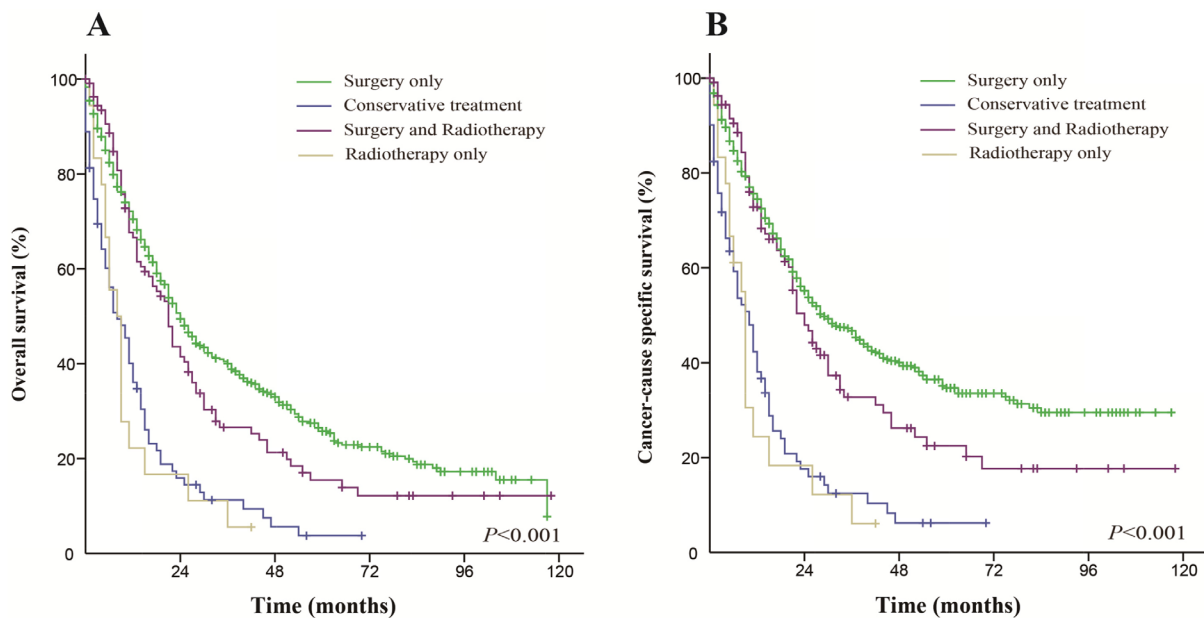 A
Surgery only
Conservative treatment
Surgery and Radiotherapy
Radiotherapy only
Overall survival (%)
100
80
60
40
20
0
24
48
72
96
120
P<0.001
Time (months)
B
Surgery only
Conservative treatment
Surgery and Radiotherapy
Radiotherapy only
Cancer-cause specific survival (%)
100
80
60
40
20
0
24
48
72
96
120
P<0.001
Time (months)